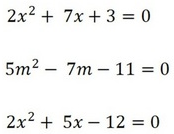 2x² + 7x + 3 = 0
5m² − 7m − 11 = 0
2x² + 5x − 12 = 0